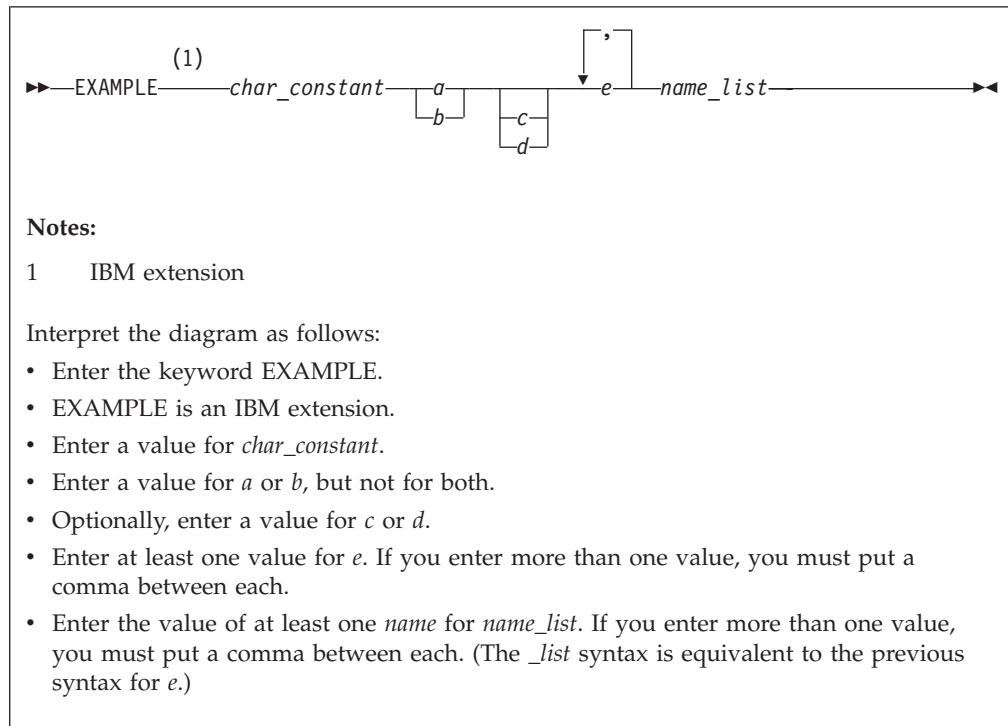 (1)
EXAMPLE char_constant a e , name_list
b c
d
Notes:
1 IBM extension
Interpret the diagram as follows:
• Enter the keyword EXAMPLE.
• EXAMPLE is an IBM extension.
• Enter a value for char_constant.
• Enter a value for a or b, but not for both.
• Optionally, enter a value for c or d.
• Enter at least one value for e. If you enter more than one value, you must put a
comma between each.
• Enter the value of at least one name for name_list. If you enter more than one value,
you must put a comma between each. (The _list syntax is equivalent to the previous
syntax for e.)